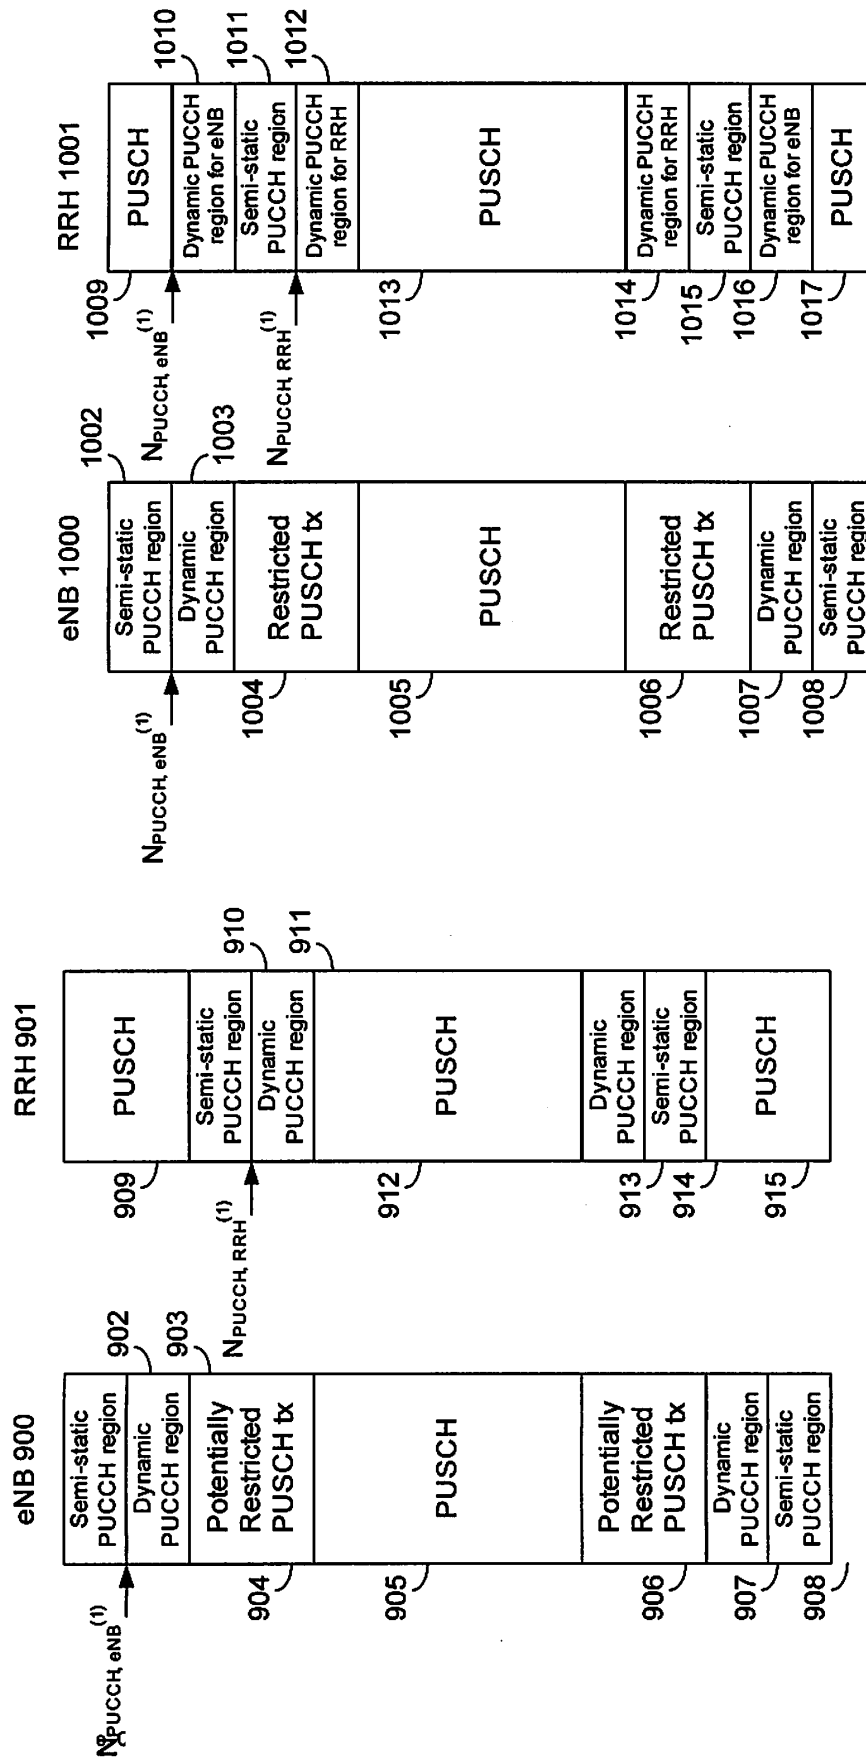 eNB 900
N PUCCH, eNB (1)
Semi-static
PUCCH region
902
Dynamic
PUCCH region
903
Potentially
Restricted
PUSCH tx
904
PUSCH
905
Potentially
Restricted
PUSCH tx
906
Dynamic
PUCCH region
907
Semi-static
PUCCH region
908
RRH 901
PUSCH
909
Semi-static
PUCCH region
910
NPUCCH, RRH (1)
Dynamic
PUCCH region
911
PUSCH
912
Dynamic
PUCCH region
913
Semi-static
PUCCH region
914
PUSCH
915
eNB 1000
Semi-static
PUCCH region
1002
NPUCCH, eNB (1)
Dynamic
PUCCH region
1003
Restricted
PUSCH tx
1004
PUSCH
1005
Restricted
PUSCH tx
1006
Dynamic
PUCCH region
1007
Semi-static
PUCCH region
1008
RRH 1001
PUSCH
1009
NPUCCH, eNB (1)
Dynamic PUCCH
region for eNB
1010
Semi-static
PUCCH region
1011
NPUCCH, RRH (1)
Dynamic PUCCH
region for RRH
1012
PUSCH
1013
Dynamic PUCCH
region for RRH
1014
Semi-static
PUCCH region
1015
Dynamic PUCCH
region for eNB
1016
PUSCH
1017